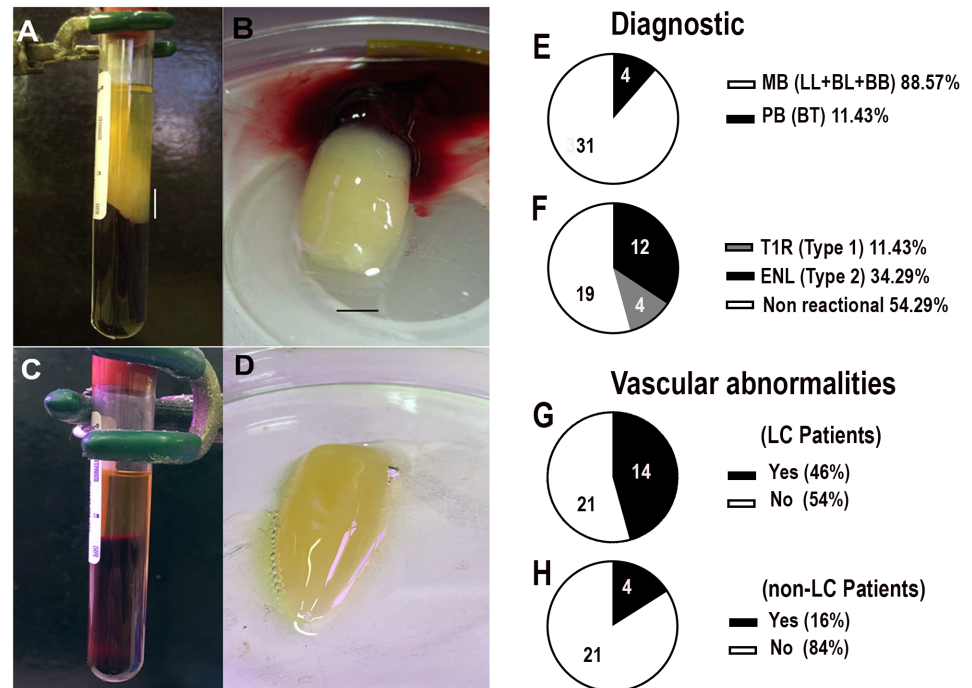 A
B
C
D
Diagnostic
E
4
31
MB (LL+BL+BB) 88.57%
PB (BT) 11.43%
F
12
4
19
T1R (Type 1) 11.43%
ENL (Type 2) 34.29%
Non reactional 54.29%
Vascular abnormalities
G
14
21
(LC Patients)
Yes (46%)
No (54%)
H
4
21
(non-LC Patients)
Yes (16%)
No (84%)